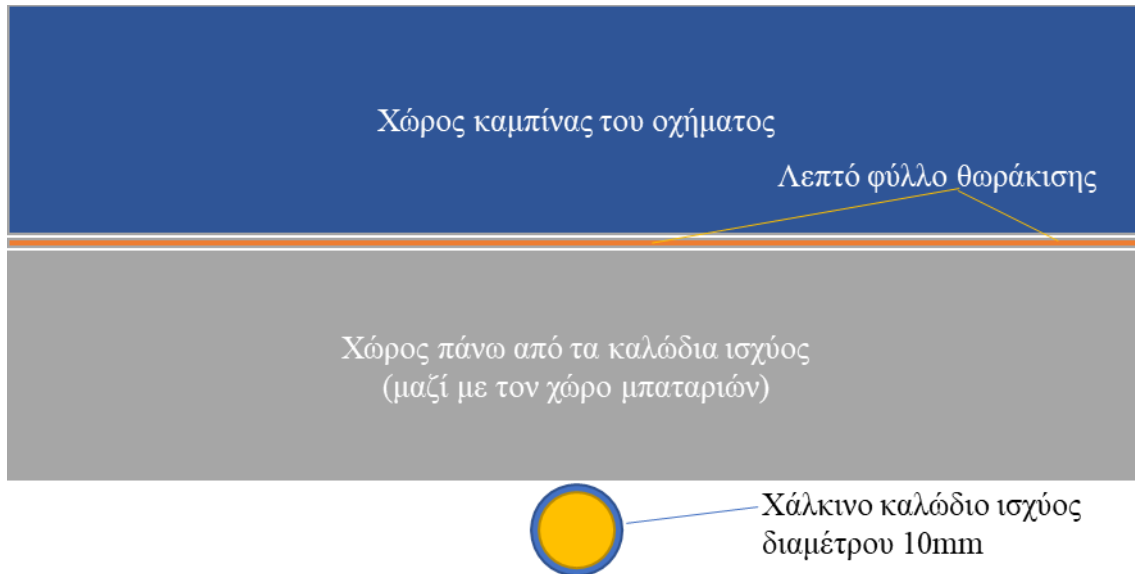 Χώρος καμπίνας του οχήματος
Λεπτό φύλλο θωράκισης
Χώρος πάνω από τα καλώδια ισχύος
(μαζί με τον χώρο μπαταριών)
Χάλκινο καλώδιο ισχύος
διαμέτρου 10mm